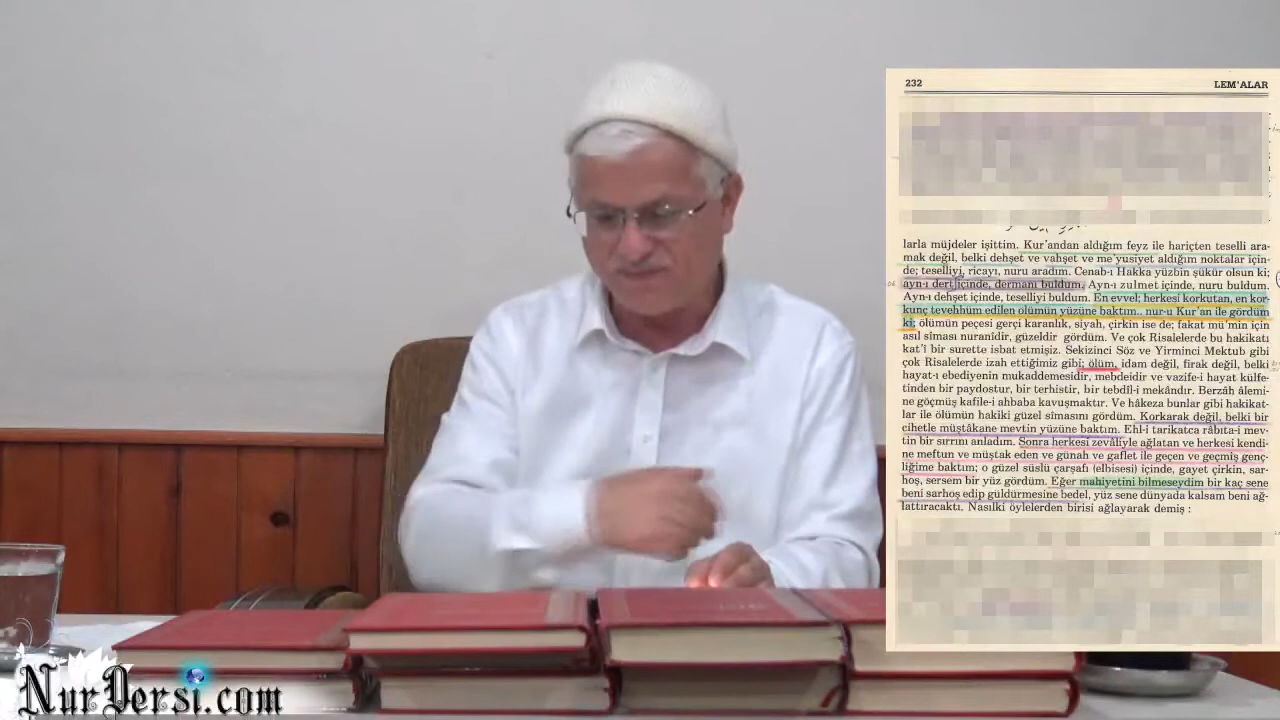 232 LEM'ALAR
larla müjdeler işittim. Kur'andan aldığım feyz ile hariçten teselli ara-
mak değil, belki dehşet ve vahşet ve me'yusiyet aldığım noktalar için-
de; teselliyi, ricayı, nuru aradım. Cenab-ı Hakka yüzbin şükür olsun ki;
ayn-ı dert içinde, dermanı buldum. Ayn-ı zulmet içinde, nuru buldum.
Ayn-ı dehşet içinde, teselliyi buldum. En evvel; herkesi korkutan, en kor-
kunç tevehhüm edilen ölümün yüzüne baktım.. nur-u Kur'an ile gördüm
ki; ölümün peçesi gerçi karanlık, siyah, çirkin ise de; fakat mü'min için
asıl sîması nuranîdir, güzeldir gördüm. Ve çok Risalelerde bu hakikatı
kat'î bir surette isbat etmişiz. Sekizinci Söz ve Yirminci Mektub gibi
çok Risalelerde izah ettiğimiz gibi; ölüm idam değil, firak değil, belki
hayat-ı ebediyenin mukaddemesidir, mebdeidir ve vazife-i hayat külfe-
tinden bir paydostur, bir terhistir, bir tebdîl-i mekândır. Berzâh âlemi-
ne göçmüş kafile-i ahbaba kavuşmaktır. Ve hâkeza bunlar gibi hakikat-
lar ile ölümün hakiki güzel sîmasını gördüm. Korkarak değil, belki bir
cihetle müştâkane mevtin yüzüne baktım. Ehl-i tarikatca râbıta-i mev-
tin bir sırrını anladım. Sonra herkesi zevâliyle ağlatan ve herkesi kendi-
ne meftun ve müştak eden ve günah ve gaflet ile geçen ve geçmiş genç-
liğime baktım; o güzel süslü çarşafı (elbisesi) içinde, gayet çirkin, sar-
hoş, sersem bir yüz gördüm. Eğer mahiyetini bilmeseydim bir kaç sene
beni sarhoş edip güldürmesine bedel, yüz sene dünyada kalsam beni ağ-
lattıracaktı. Nasılki öylelerden birisi ağlayarak demiş :
NurDersi.com